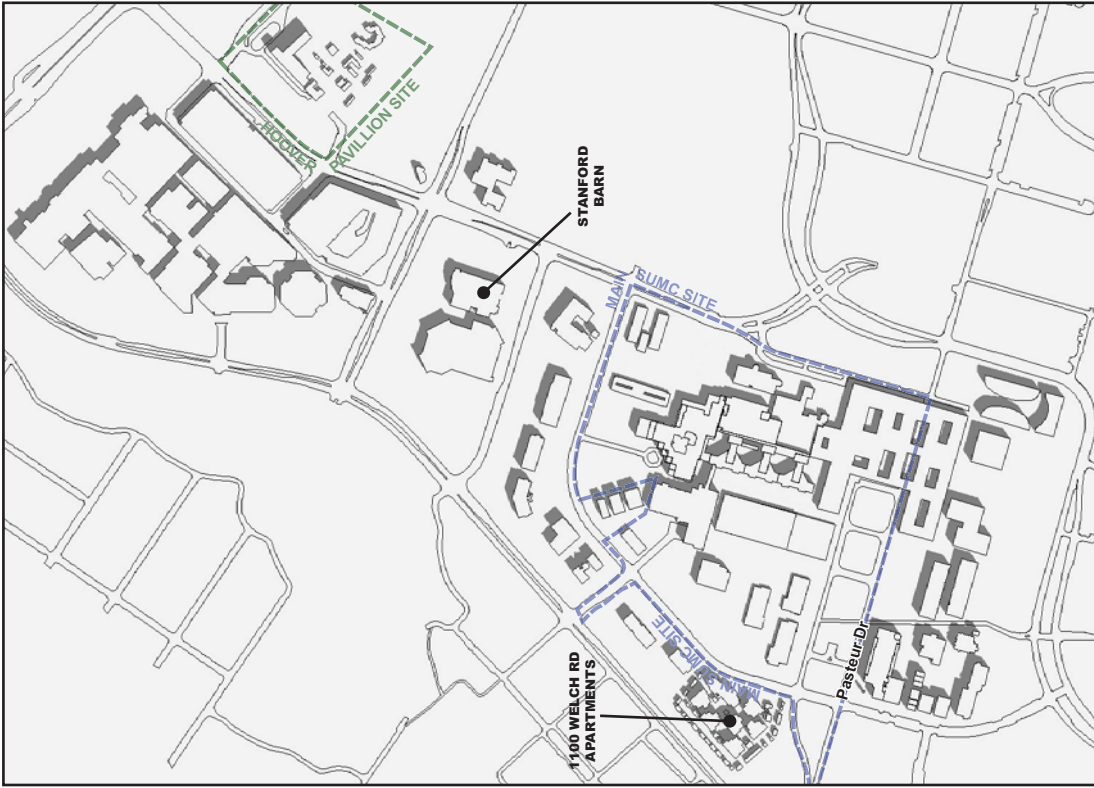 HOOVER
PAVILLION SITE
STANFORD
BARN
MAIN SUMC SITE
MAIN SUMC SITE
1100 WELCH RD
APARTMENTS
Pasteur Dr